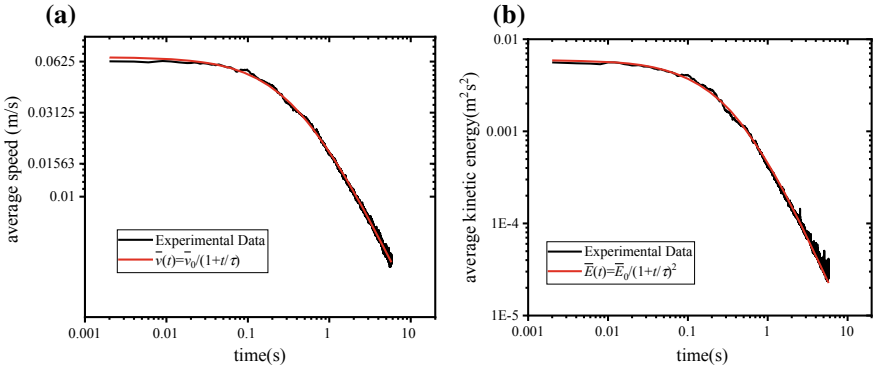 (a)
average speed (m/s)
0.0625
0.03125
0.01563
0.01
Experimental Data
v̅(t)=v̅₀/(1+t/τ)
0.001 0.01 0.1 1 10
time(s)
(b)
average kinetic energy(m²s²)
0.01
0.001
1E-4
1E-5
Experimental Data
E̅(t)=E̅₀/(1+t/τ)²
0.001 0.01 0.1 1 10
time(s)